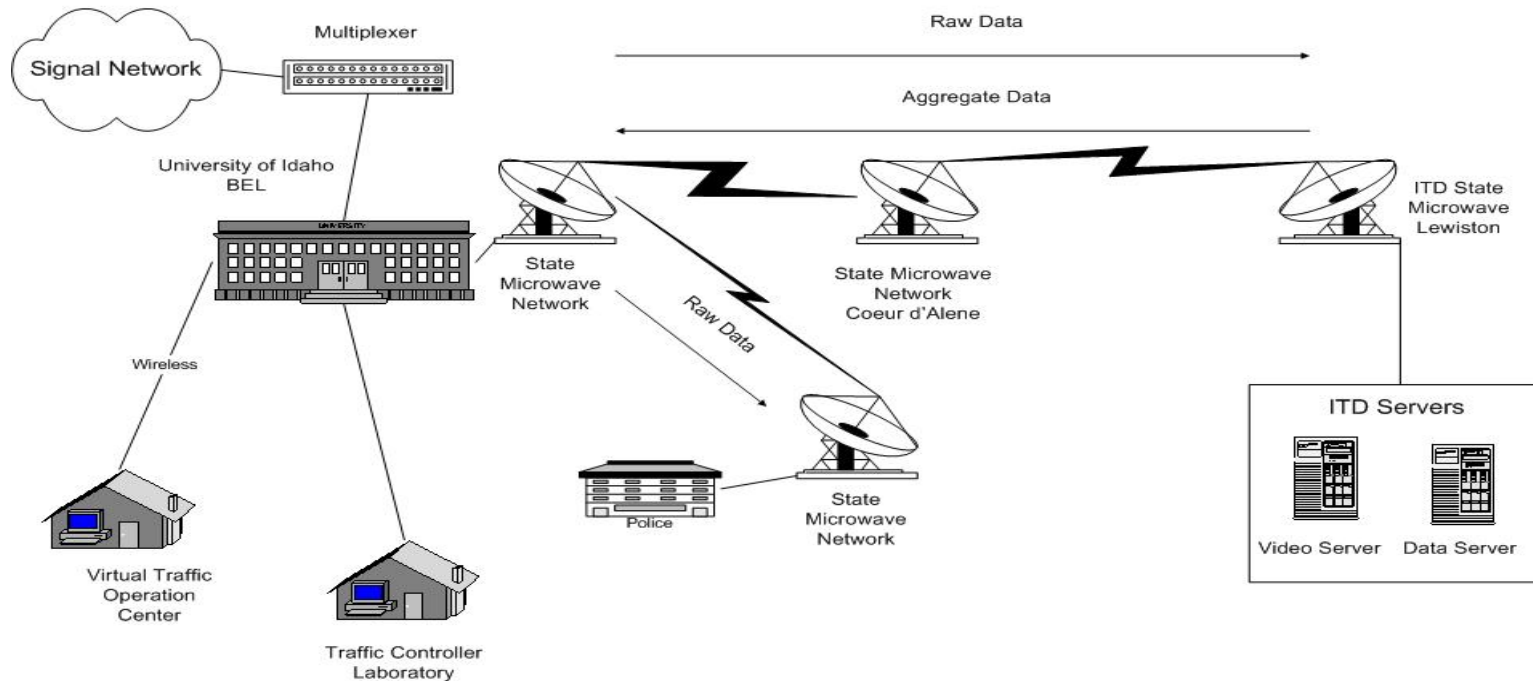 Raw Data
Multiplexer
Signal Network
Aggregate Data
University of Idaho
BEL
UNIVERSITY
ITD State
Microwave
Lewiston
State
Microwave
Network
State Microwave
Network
Coeur d'Alene
Raw Data
Wireless
ITD Servers
Police
State
Microwave
Network
Video Server
Data Server
Virtual Traffic
Operation
Center
Traffic Controller
Laboratory